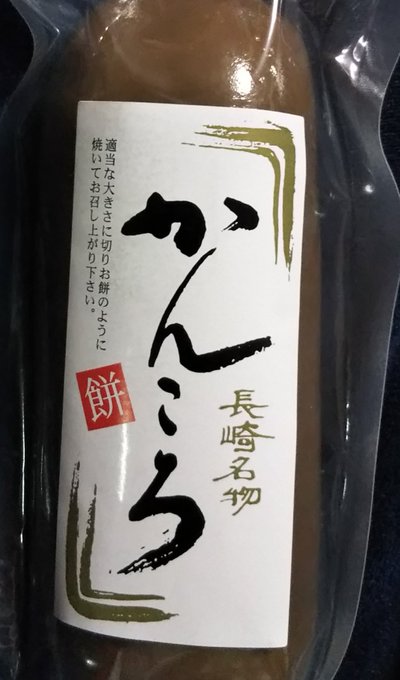 長崎名物
かんころ
餅
適当な大きさに切りお餅のように
焼いてお召し上がり下さい。